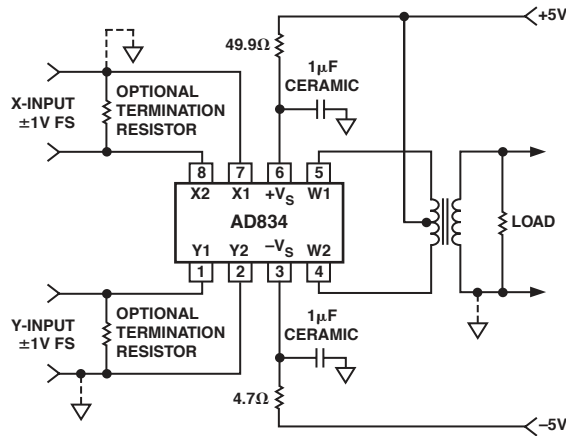 +5V
49.9Ω
1µF
CERAMIC
X-INPUT
±1V FS
OPTIONAL
TERMINATION
RESISTOR
8 7 6 5
X2 X1 +VS W1
AD834
Y1 Y2 –VS W2
1 2 3 4
LOAD
Y-INPUT
±1V FS
OPTIONAL
TERMINATION
RESISTOR
1µF
CERAMIC
4.7Ω
–5V